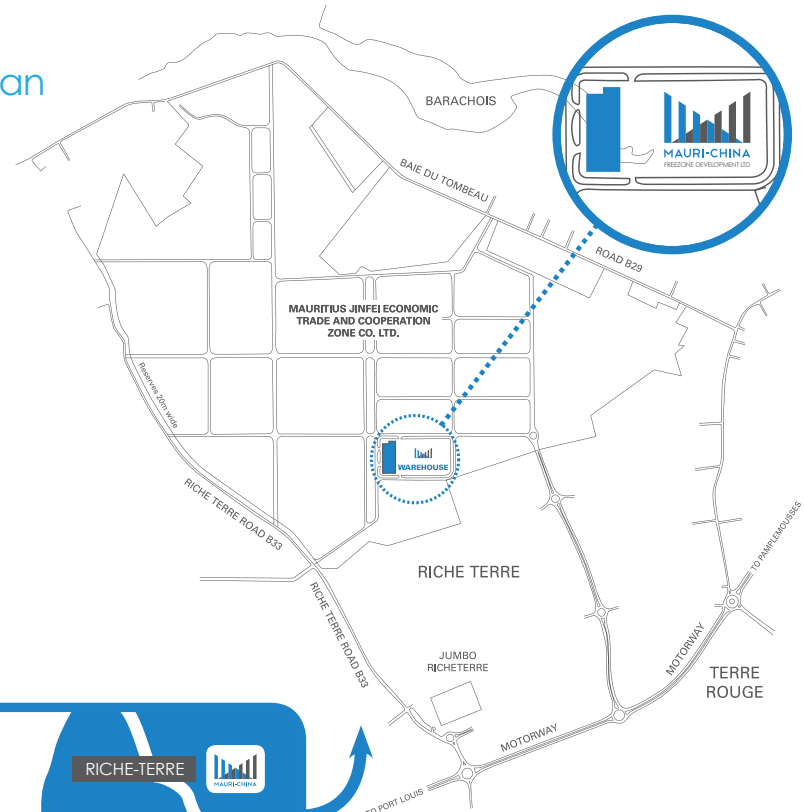 an
BARACHOIS
MAURI-CHINA
FREEZONE DEVELOPMENT LTD
BAIE DU TOMBEAU
ROAD B29
MAURITIUS JINFEI ECONOMIC
TRADE AND COOPERATION
ZONE CO. LTD.
Reserves 20m wide
WAREHOUSE
RICHE TERRE ROAD B33
TO PAMPLEMOUSSES
RICHE TERRE
RICHE TERRE ROAD B33
JUMBO
RICHETERRE
MOTORWAY
TERRE
ROUGE
MOTORWAY
RICHE-TERRE
MAURI-CHINA
TO PORT LOUIS